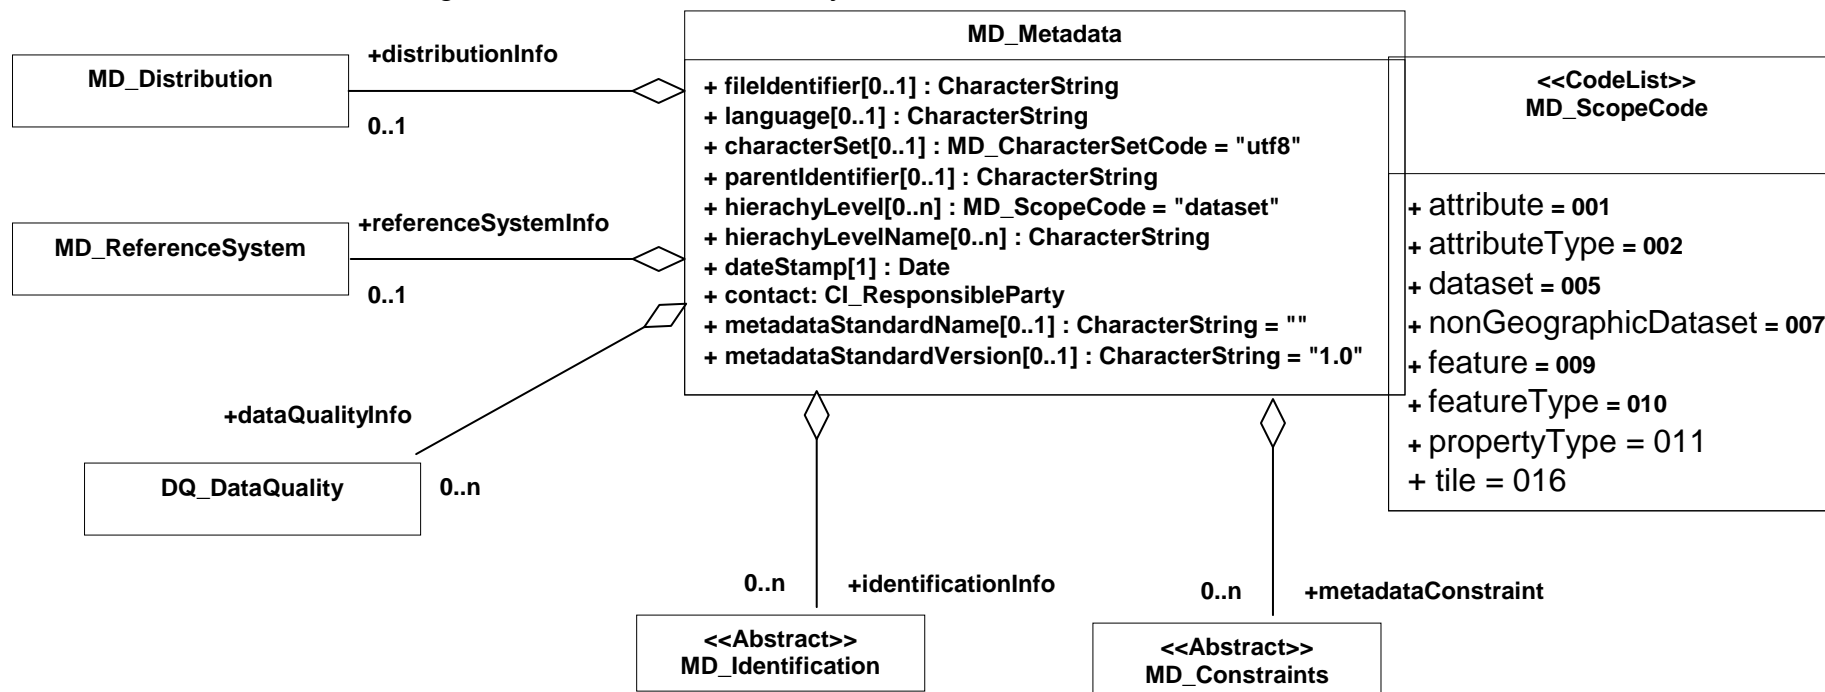 MD_Metadata
+ fileIdentifier[0..1] : CharacterString
+ language[0..1] : CharacterString
+ characterSet[0..1] : MD_CharacterSetCode = "utf8"
+ parentIdentifier[0..1] : CharacterString
+ hierachyLevel[0..n] : MD_ScopeCode = "dataset"
+ hierachyLevelName[0..n] : CharacterString
+ dateStamp[1] : Date
+ contact: CI_ResponsibleParty
+ metadataStandardName[0..1] : CharacterString = ""
+ metadataStandardVersion[0..1] : CharacterString = "1.0"
<<CodeList>>
MD_ScopeCode
+ attribute = 001
+ attributeType = 002
+ dataset = 005
+ nonGeographicDataset = 007
+ feature = 009
+ featureType = 010
+ propertyType = 011
+ tile = 016
MD_Distribution
+distributionInfo
0..1
MD_ReferenceSystem
+referenceSystemInfo
0..1
+dataQualityInfo
DQ_DataQuality
0..n
0..n
+identificationInfo
<<Abstract>>
MD_Identification
0..n
+metadataConstraint
<<Abstract>>
MD_Constraints